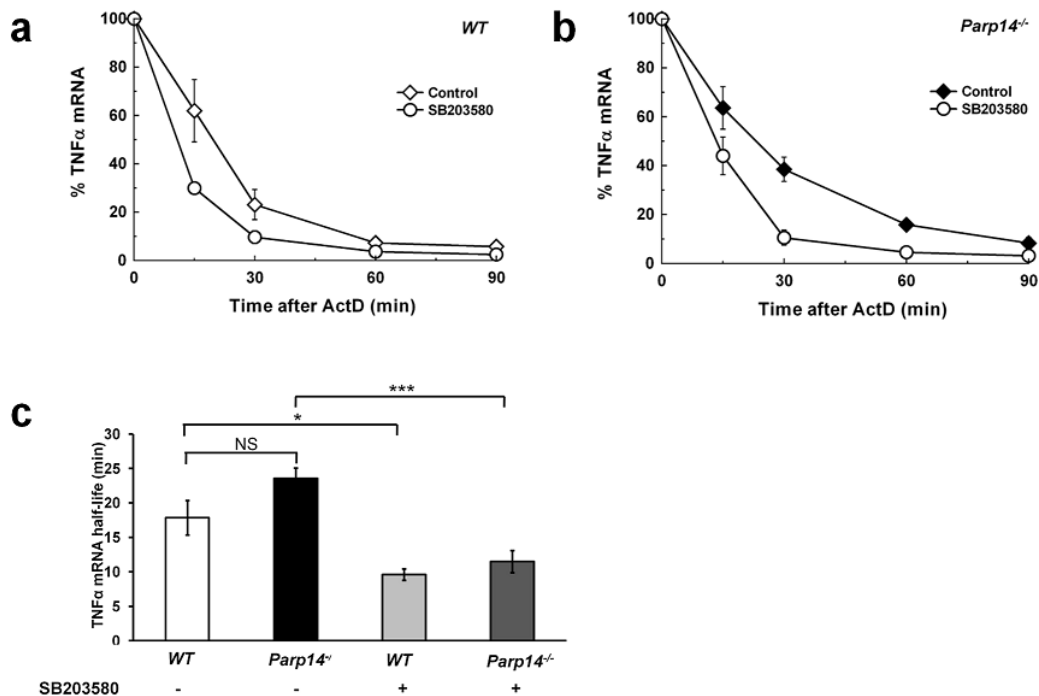 a
WT
100
80
60
40
20
0
% TNFα mRNA
Control
SB203580
0 30 60 90
Time after ActD (min)
b
Parp14-/-
100
80
60
40
20
0
% TNFα mRNA
Control
SB203580
0 30 60 90
Time after ActD (min)
c
***
*
NS
30
25
20
15
10
5
0
TNFα mRNA half-life (min)
WT Parp14-/ WT Parp14-/-
SB203580 - - + +